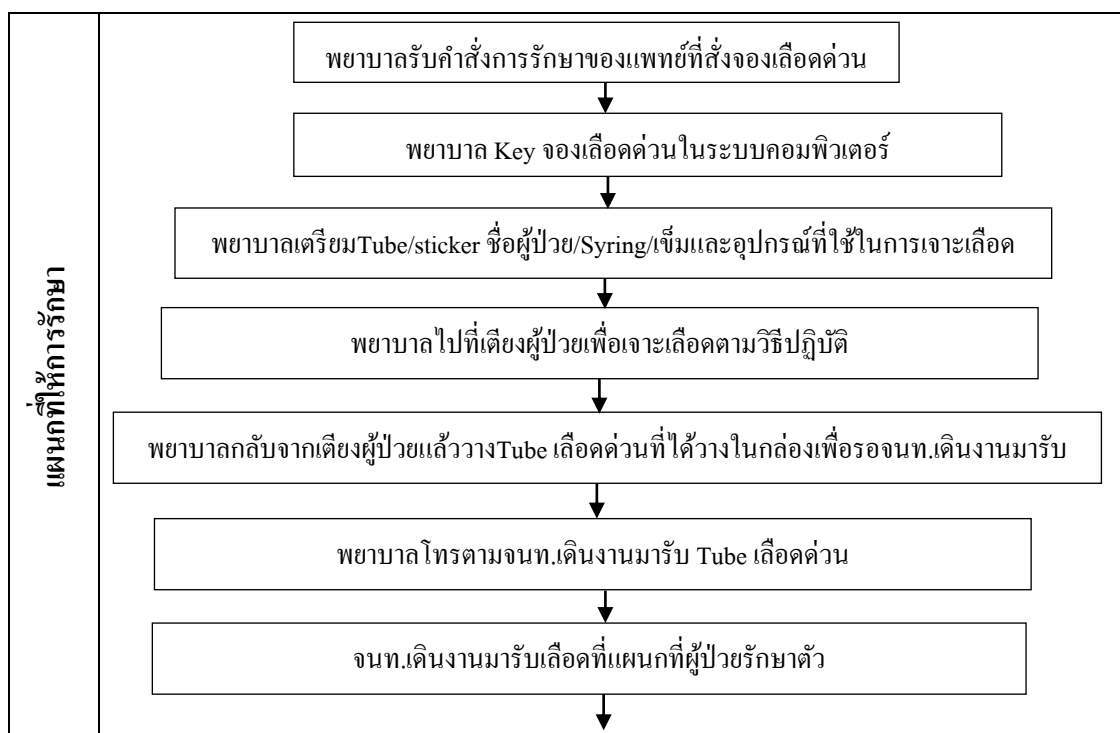 แผนกที่ให้การรักษา
พยาบาลรับคำสั่งการรักษาของแพทย์ที่สั่งจองเลือดด่วน
พยาบาล Key จองเลือดด่วนในระบบคอมพิวเตอร์
พยาบาลเตรียมTube/sticker ชื่อผู้ป่วย/Syring/เข็มและอุปกรณ์ที่ใช้ในการเจาะเลือด
พยาบาลไปที่เตียงผู้ป่วยเพื่อเจาะเลือดตามวิธีปฏิบัติ
พยาบาลกลับจากเตียงผู้ป่วยแล้ววางTube เลือดด่วนที่ได้วางในกล่องเพื่อรอจนท.เดินงานมารับ
พยาบาลโทรตามจนท.เดินงานมารับ Tube เลือดด่วน
จนท.เดินงานมารับเลือดที่แผนกที่ผู้ป่วยรักษาตัว